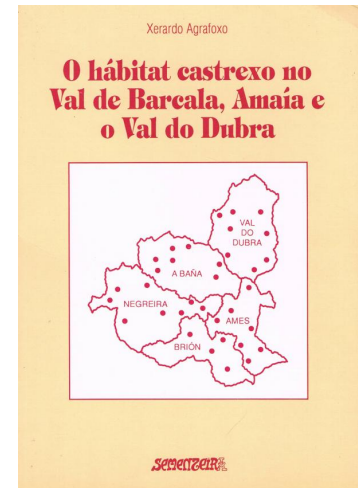 Xerardo Agrafoxo
O hábitat castrexo no
Val de Barcala, Amaía e
o Val do Dubra
VAL
DO
DUBRA
A BAÑA
NEGREIRA
AMES
BRIÓN
SEMENTEIRA